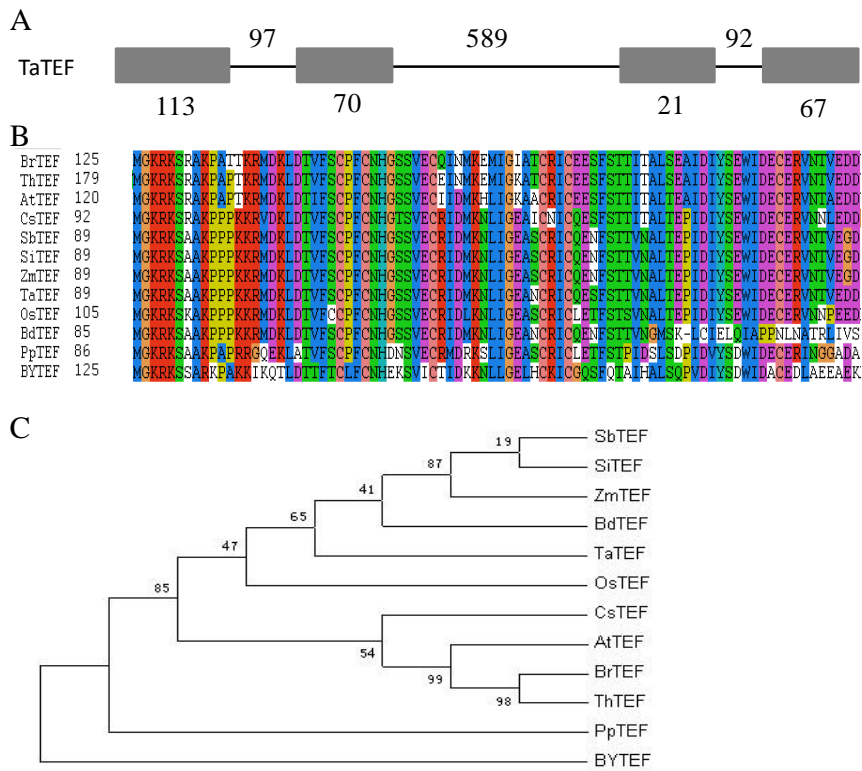 A
97 589 92
TaTEF
113 70 21 67
B
BrTEF 125 MGKRKSRAKPATTKRMDKLDTVFSCPFCNHGSSVECQINMKEMIGIATCRICEESFSTTITALSEAIDIYSEWIDECERVNTVEDD
ThTEF 179 MGKRKSRAKPAPTKRMDKLDTVFSCPFCNHGSSVECEINMKEMIGKATCRICEESFSTTITALSEAIDIYSEWIDECERVNTVEDD
AtTEF 120 MGKRKSRAKPAPTKRMDKLDTIFSCPFCNHGSSVECIIDMKHLIGKAACRICEESFSTTITALTEAIDIYSEWIDECERVNTAEDD
CsTEF 92 MGKRKSRAKPPPKKRVDKLDTVFSCPFCNHGTSVECRIDMKNLIGEAICNICQESFSTTITALTEPIDIYSEWIDECERVNNLEDD
SbTEF 89 MGKRKSAAKPPPKKRMDKLDTVFSCPFCNHGSSVECRIDMKNLIGEASCRICQENFSTTVNALTEPIDIYSEWIDECERVNTVEGD
SiTEF 89 MGKRKSAAKPPPKKRMDKLDTVFSCPFCNHGSSVECRIDMKNLIGEASCRICQENFSTTVNALTEPIDIYSEWIDECERVNTVEGD
ZmTEF 89 MGKRKSAAKPPPKKRMDKLDTVFSCPFCNHGSSVECRIDMKNLIGEASCRICQENFSTTVNALTEPIDIYSEWIDECERVNTVEGD
TaTEF 89 MGKRKSAAKPPPKKRMDKLDTVFSCPFCNHGSSVECRIDMKNLIGEANCRICQESFSTTVNALTEPIDIYSEWIDECERVNTVEDD
OsTEF 105 MGKRKSKAKPPPKKRMDKLDTVFCCPFCNHGSSVECRIDMKNLIGEASCRICLETFSTSVNALTEPIDIYSEWIDECERVNNPEED
BdTEF 85 MGKRKSAAKPPPKKRMDKLDTVFSCPFCNHGSSVECRIDMKNLIGEANCRICQENFSTTVNGMSK-LCIELQIAPPNLNATRLIVS
PpTEF 86 MGKRKSSAKPAPRRGQEKLATVFSCPFCNHDNSVECRMDRKSLIGEASCRICLETFSTPIDSLSDPIDIYSDWIDECERINGGADA
BYTEF 125 MGKRKSSARKPAKKIKQTLDTTFTCLFCNHEKSVICTIDKKNLLGELHCKICGQSFQTAIHALSQPVDIYSDWIDACEDLAEEAEK
C
19 SbTEF
SiTEF
87
ZmTEF
41
BdTEF
65
TaTEF
47
OsTEF
85
CsTEF
54
AtTEF
99
BrTEF
98 ThTEF
PpTEF
BYTEF